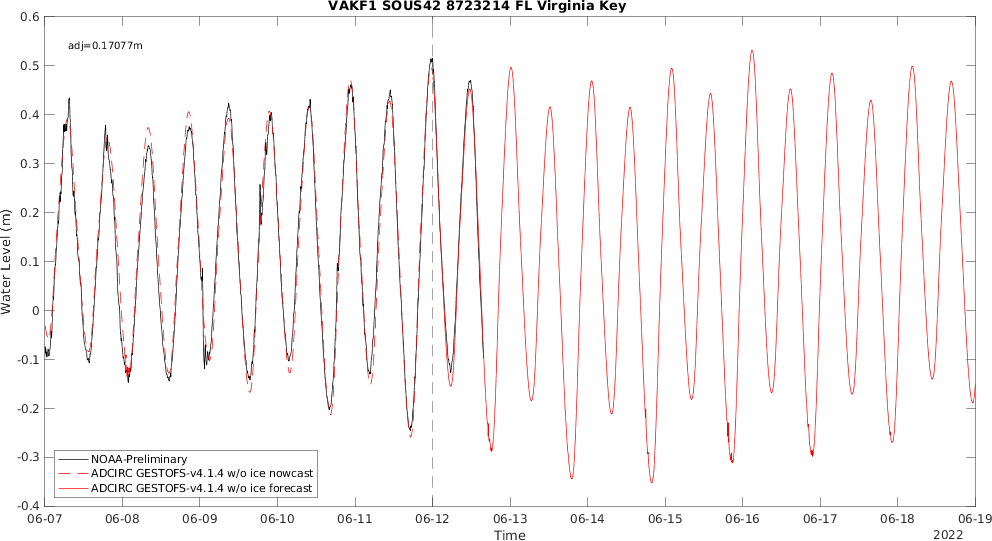 VAKF1 SOUS42 8723214 FL Virginia Key
adj=0.17077m
0.6
0.5
0.4
0.3
0.2
0.1
0
-0.1
-0.2
-0.3
-0.4
Water Level (m)
NOAA-Preliminary
ADCIRC GESTOFS-v4.1.4 w/o ice nowcast
ADCIRC GESTOFS-v4.1.4 w/o ice forecast
06-07 06-08 06-09 06-10 06-11 06-12 06-13 06-14 06-15 06-16 06-17 06-18 06-19
Time
2022